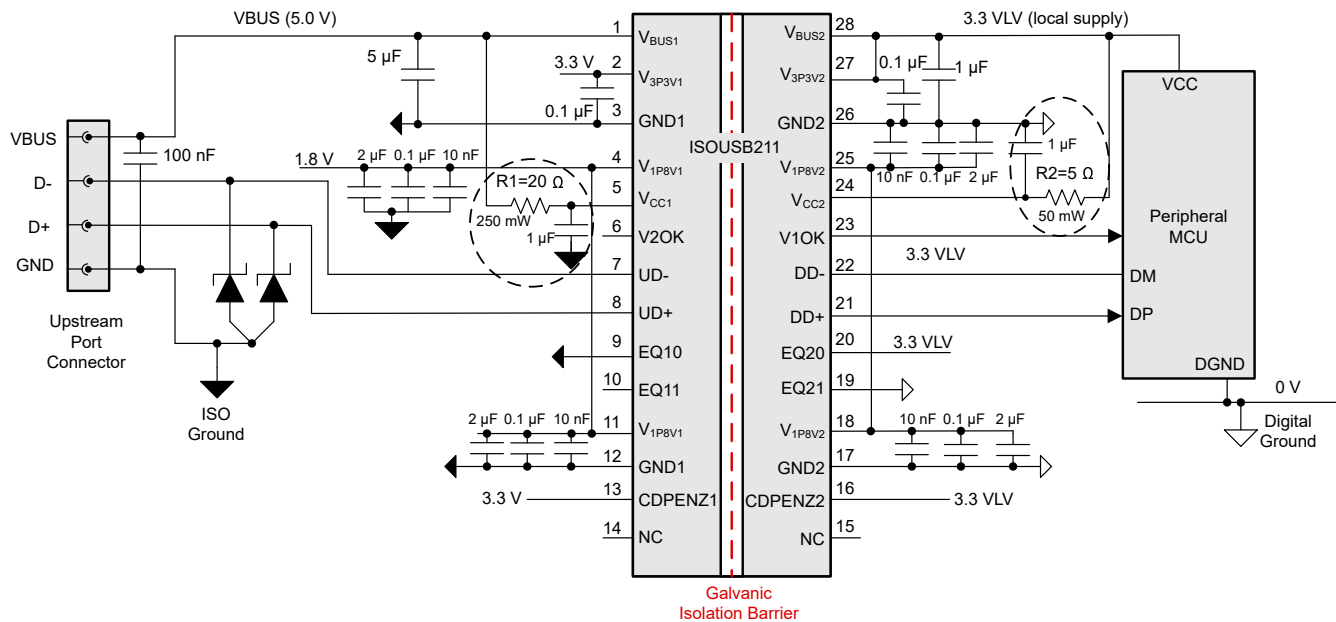 VBUS (5.0 V)
3.3 VLV (local supply)
VBUS
D-
D+
GND
Upstream
Port
Connector
100 nF
ISO
Ground
5 µF
3.3 V
0.1 µF
1.8 V
2 µF
0.1 µF
10 nF
R1=20 Ω
250 mW
1 µF
2 µF
0.1 µF
10 nF
3.3 V
1
2
3
4
5
6
7
8
9
10
11
12
13
14
VBUS1
V3P3V1
GND1
V1P8V1
VCC1
V2OK
UD-
UD+
EQ10
EQ11
V1P8V1
GND1
CDPENZ1
NC
ISOUSB211
Galvanic
Isolation Barrier
VBUS2
V3P3V2
GND2
V1P8V2
VCC2
V1OK
DD-
DD+
EQ20
EQ21
V1P8V2
GND2
CDPENZ2
NC
28
27
26
25
24
23
22
21
20
19
18
17
16
15
0.1 µF
1 µF
10 nF
0.1 µF
2 µF
1 µF
R2=5 Ω
50 mW
3.3 VLV
3.3 VLV
10 nF
0.1 µF
2 µF
3.3 VLV
VCC
Peripheral
MCU
DM
DP
DGND
0 V
Digital
Ground